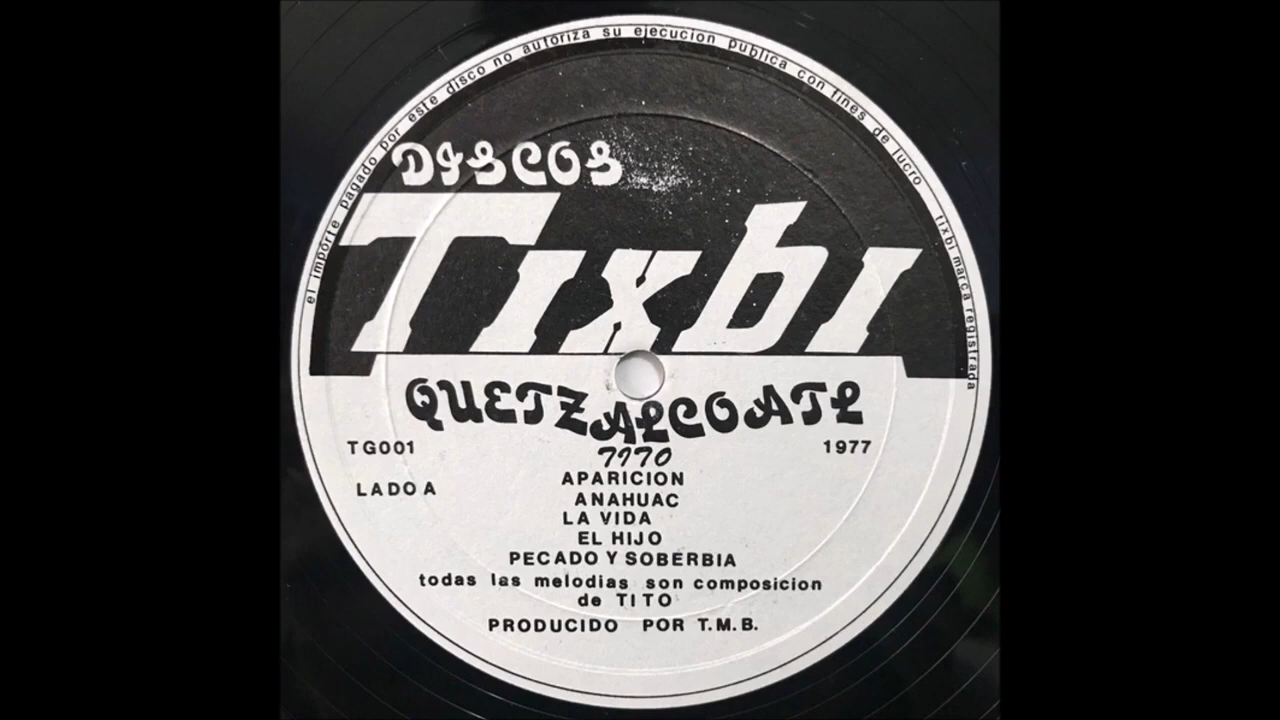 el importe pagado por este disco no autoriza su ejecucion publica con fines de lucro tixbi marca registrada
DISCOS
Tixbi
QUETZALCOATL
TG001
1977
TITO
LADO A
APARICION
ANAHUAC
LA VIDA
EL HIJO
PECADO Y SOBERBIA
todas las melodias son composicion
de TITO
PRODUCIDO POR T.M.B.